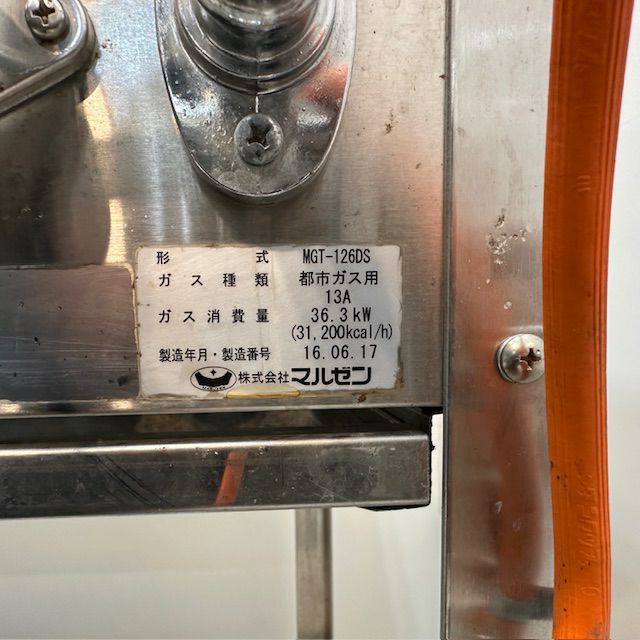 形 式 MGT-126DS
ガス種類 都市ガス用
13A
ガス消費量 36.3kW
(31,200kcal/h)
製造年月・製造番号 16.06.17
株式会社マルゼン